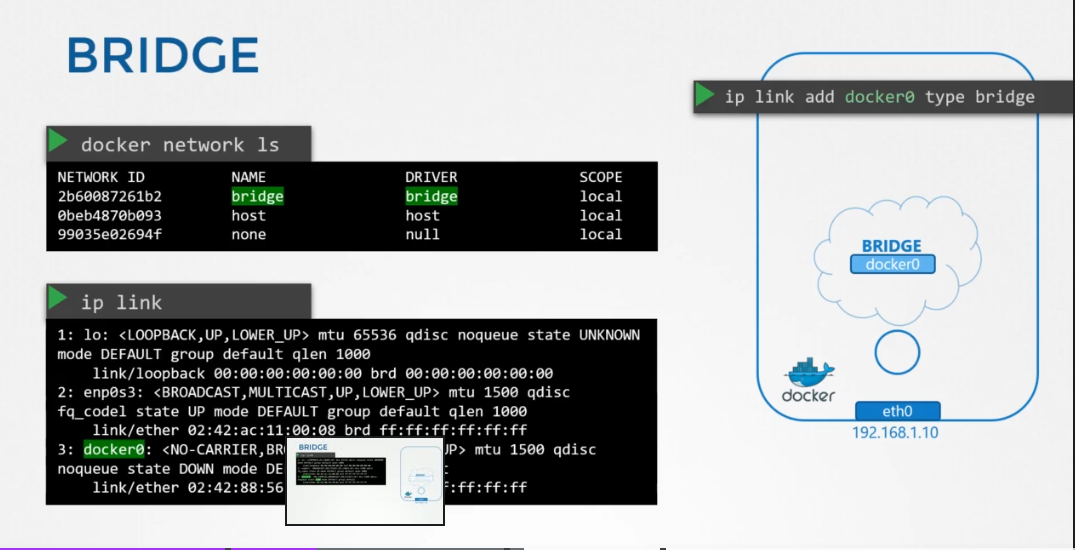 BRIDGE
docker network ls
NETWORK ID NAME DRIVER SCOPE
2b60087261b2 bridge bridge local
0beb4870b093 host host local
99035e02694f none null local
ip link
1: lo: <LOOPBACK,UP,LOWER_UP> mtu 65536 qdisc noqueue state UNKNOWN
mode DEFAULT group default qlen 1000
link/loopback 00:00:00:00:00:00 brd 00:00:00:00:00:00
2: enp0s3: <BROADCAST,MULTICAST,UP,LOWER_UP> mtu 1500 qdisc
fq_codel state UP mode DEFAULT group default qlen 1000
link/ether 02:42:ac:11:00:08 brd ff:ff:ff:ff:ff:ff
3: docker0: <NO-CARRIER,BR UP> mtu 1500 qdisc
noqueue state DOWN mode DE
link/ether 02:42:88:56 f:ff:ff:ff
BRIDGE
ip link add docker0 type bridge
BRIDGE
docker0
docker
eth0
192.168.1.10